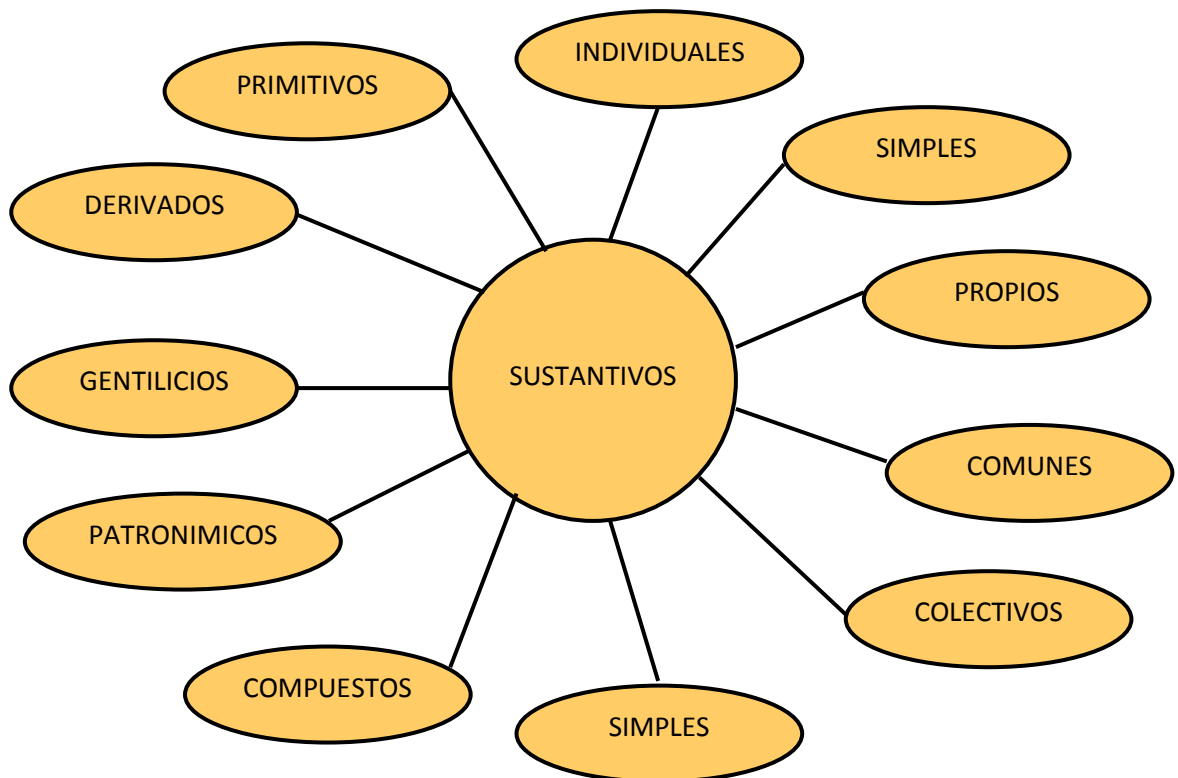 INDIVIDUALES
PRIMITIVOS
SIMPLES
DERIVADOS
PROPIOS
SUSTANTIVOS
GENTILICIOS
COMUNES
PATRONIMICOS
COLECTIVOS
COMPUESTOS
SIMPLES